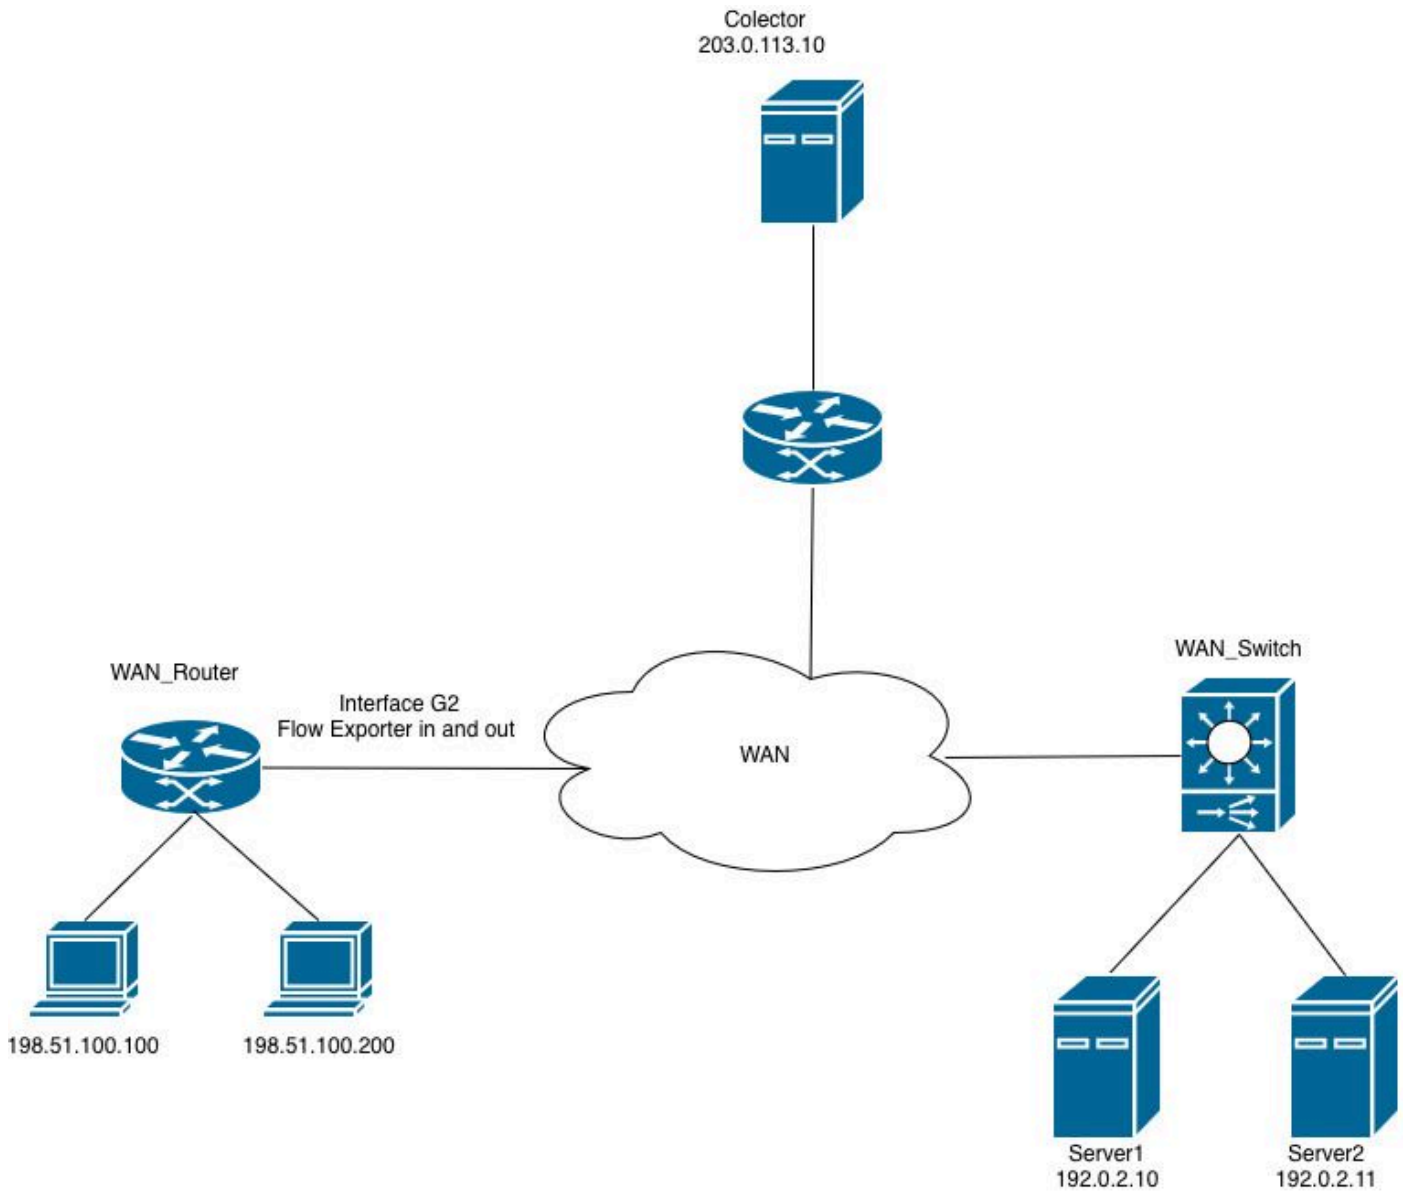 Colector
203.0.113.10
WAN_Router
Interface G2
Flow Exporter in and out
WAN
WAN_Switch
198.51.100.100
198.51.100.200
Server1
192.0.2.10
Server2
192.0.2.11